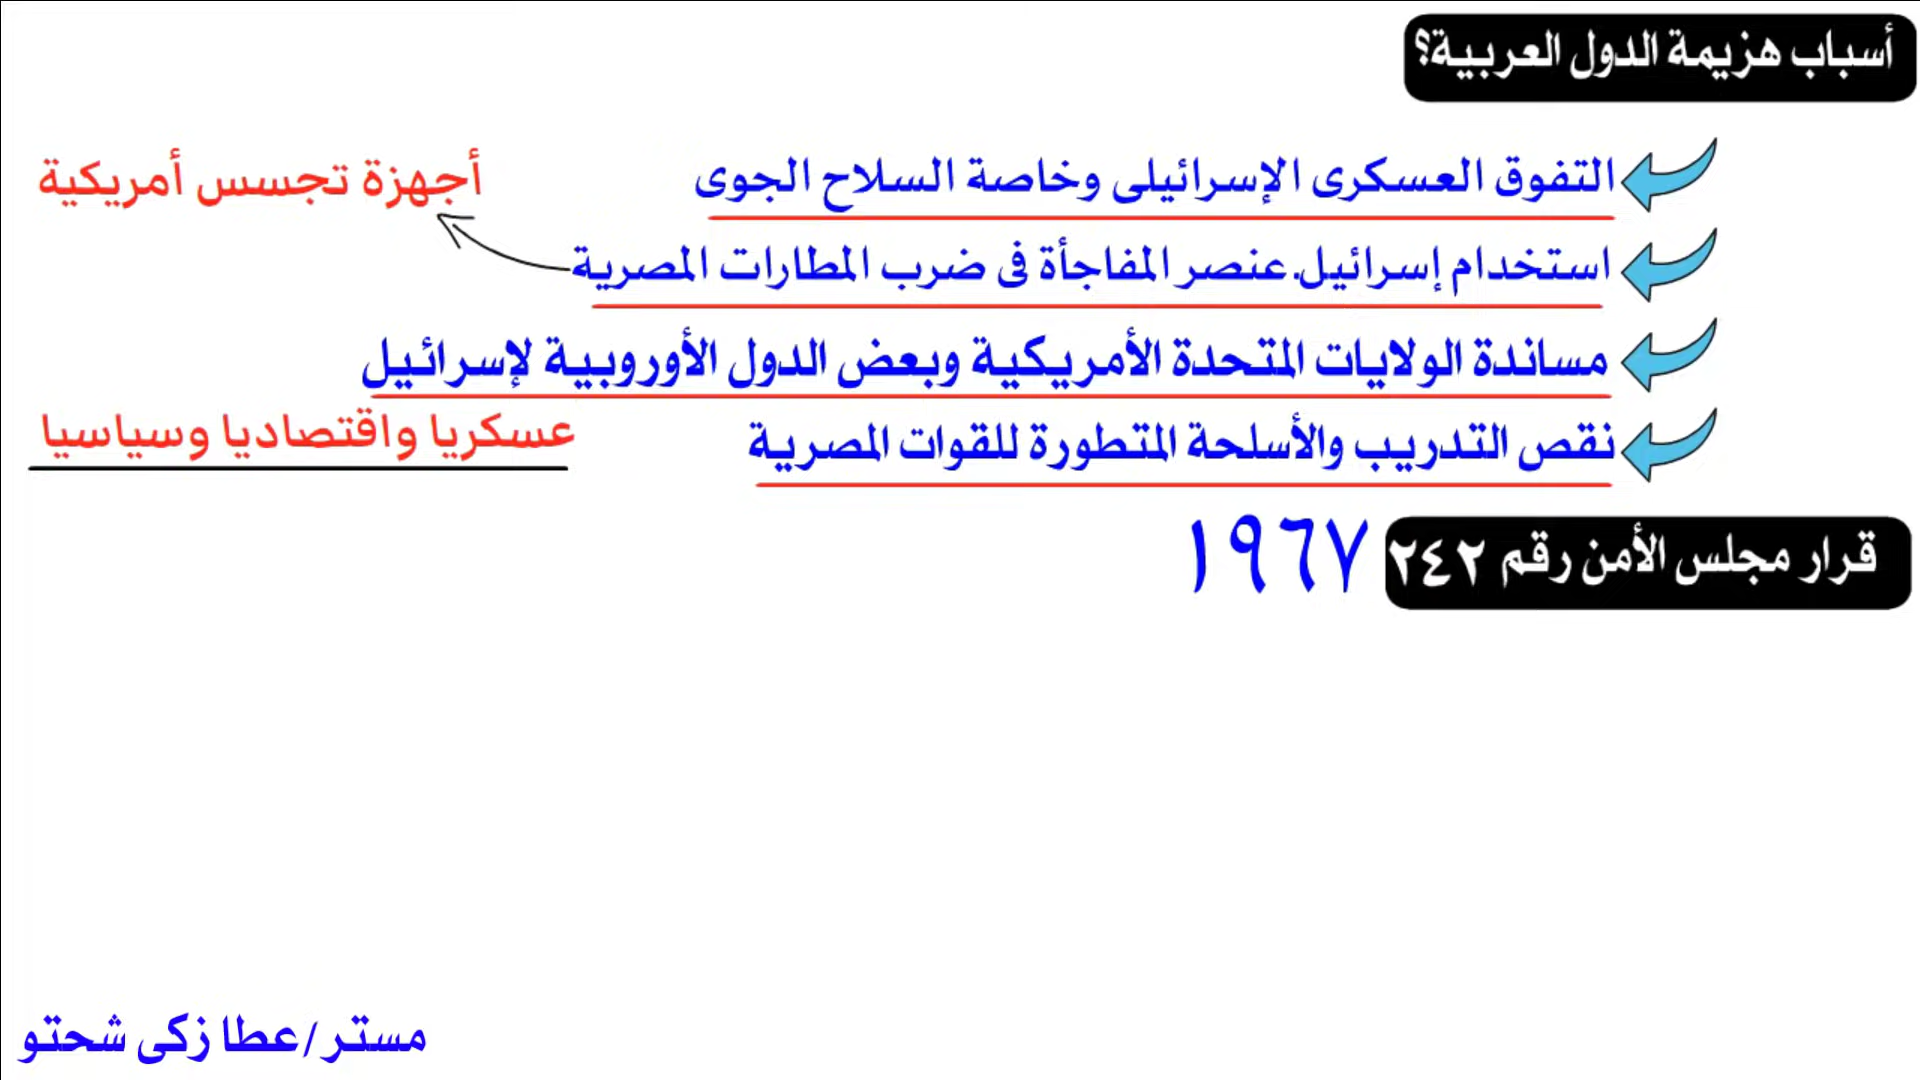 أسباب هزيمة الدول العربية؟
التفوق العسكرى الإسرائيلى وخاصة السلاح الجوى
أجهزة تجسس أمريكية
استخدام إسرائيل.عنصر المفاجأة فى ضرب المطارات المصرية
مساندة الولايات المتحدة الأمريكية وبعض الدول الأوروبية لإسرائيل
عسكريا واقتصاديا وسياسيا
نقص التدريب والأسلحة المتطورة للقوات المصرية
قرار مجلس الأمن رقم ٢٤٢ ١٩٦٧
مستر/عطا زكى شحتو